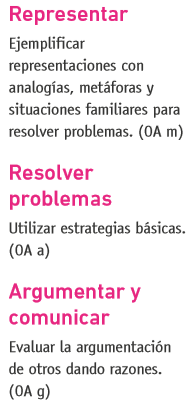 Representar
Ejemplificar
representaciones con
analogías, metáforas y
situaciones familiares para
resolver problemas. (OA m)
Resolver
problemas
Utilizar estrategias básicas.
(OA a)
Argumentar y
comunicar
Evaluar la argumentación
de otros dando razones.
(OA g)